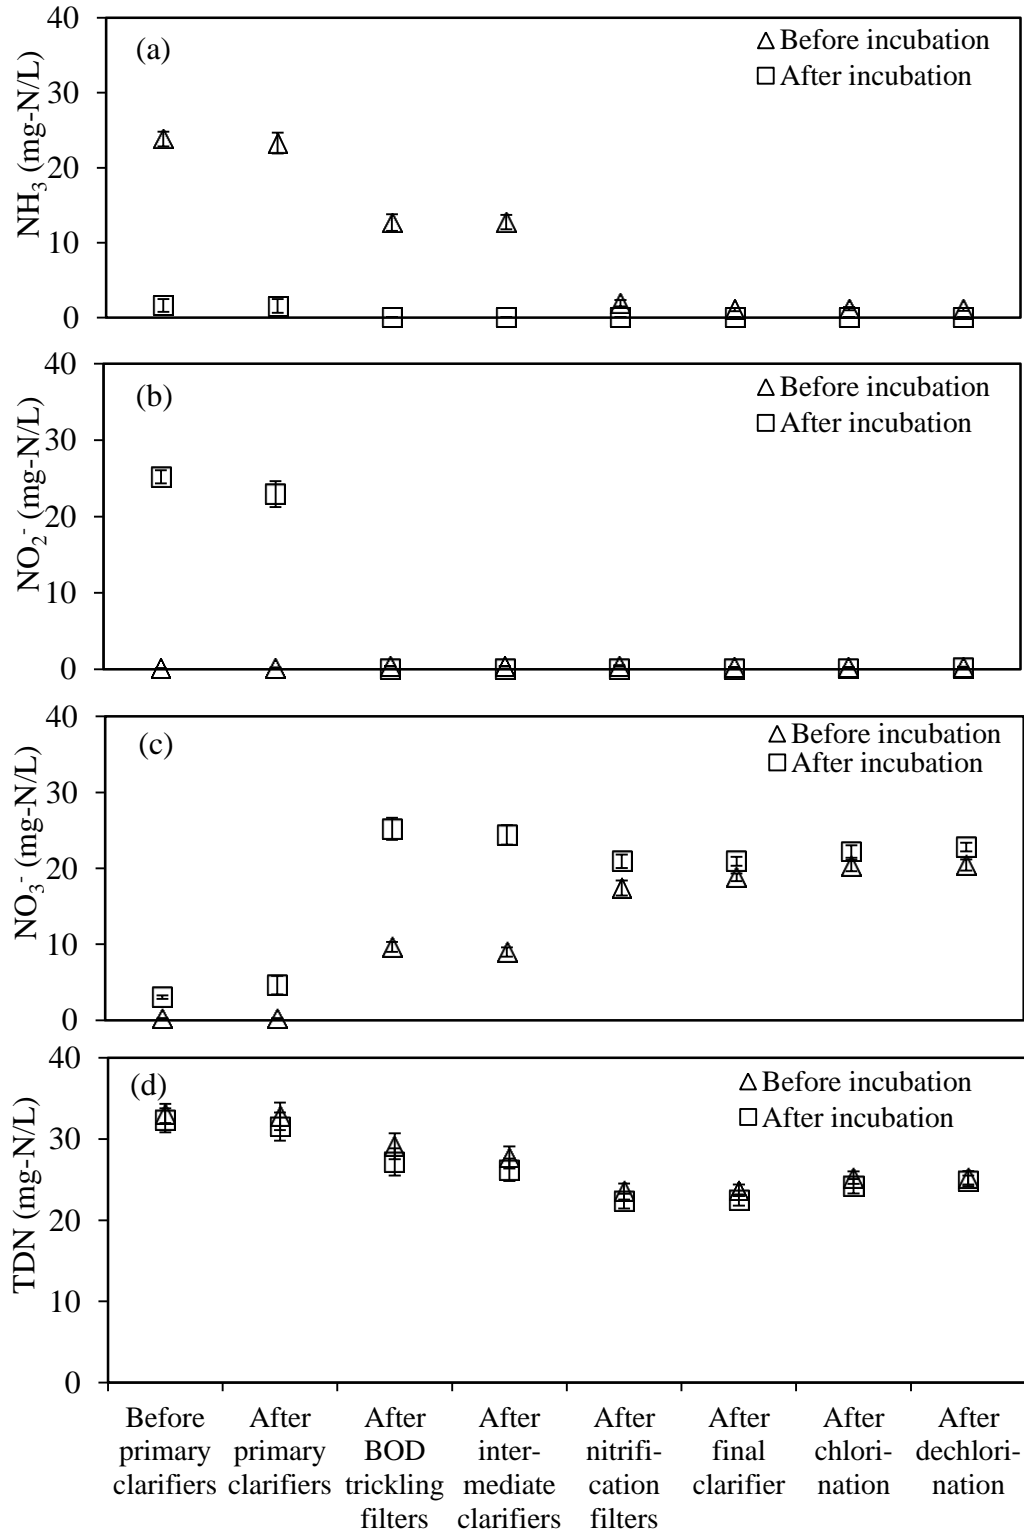 40
30
20
10
0
NH₃ (mg-N/L)
(a)
Before incubation
After incubation
40
30
20
10
0
NO₂⁻ (mg-N/L)
(b)
Before incubation
After incubation
40
30
20
10
0
NO₃⁻ (mg-N/L)
(c)
Before incubation
After incubation
40
30
20
10
0
TDN (mg-N/L)
(d)
Before incubation
After incubation
Before
primary
clarifiers
After
primary
clarifiers
After
BOD
trickling
filters
After
inter-
mediate
clarifiers
After
nitrifi-
cation
filters
After
final
clarifier
After
chlori-
nation
After
dechlori-
nation